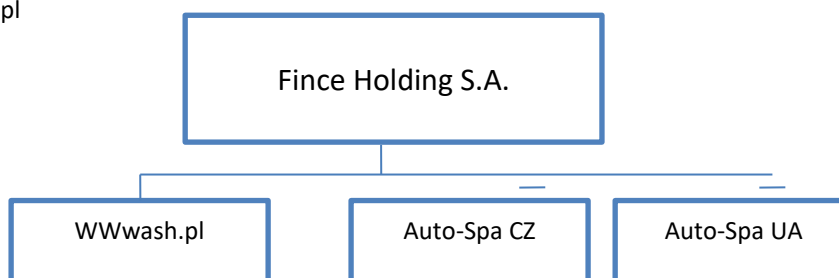 pl
Fince Holding S.A.
WWwash.pl
Auto-Spa CZ
Auto-Spa UA